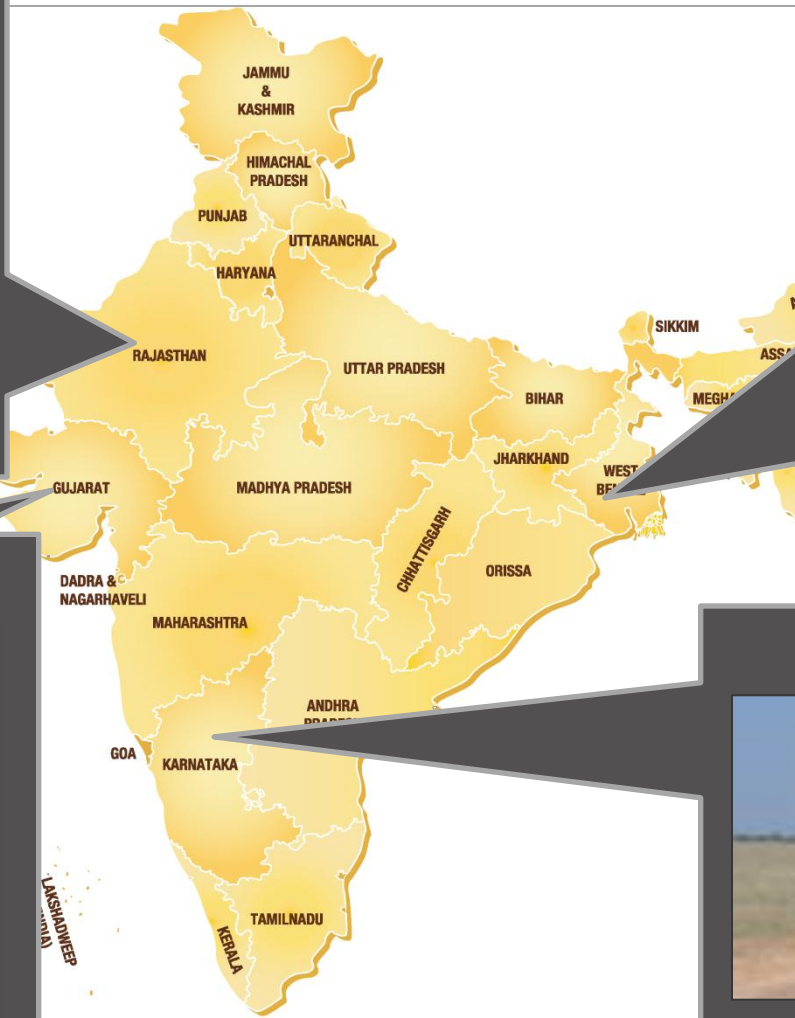 JAMMU
&
KASHMIR
HIMACHAL
PRADESH
PUNJAB
UTTARANCHAL
HARYANA
SIKKIM
RAJASTHAN
UTTAR PRADESH
BIHAR
JHARKHAND
WEST
GUJARAT
MADHYA PRADESH
CHHATTISGARH
ORISSA
DADRA &
NAGARHAVELI
MAHARASHTRA
ANDHRA
GOA
KARNATAKA
LAKSHADWEEP
TAMILNADU
KERALA